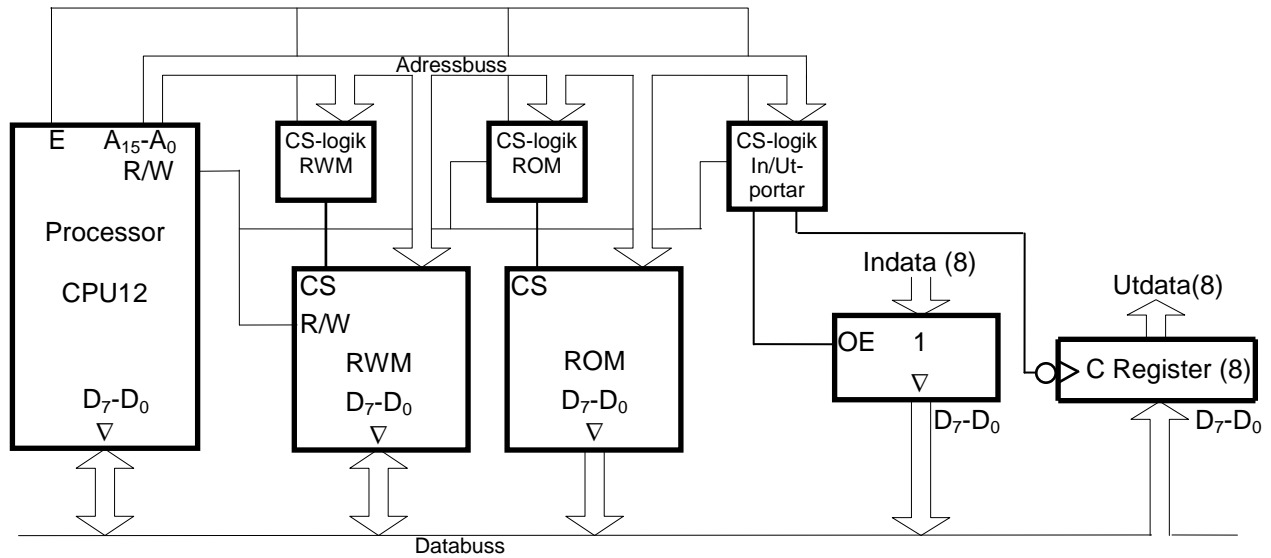 Adressbuss
E A₁₅-A₀
R/W
Processor
CPU12
D₇-D₀
∇
CS-logik
RWM
CS-logik
ROM
CS-logik
In/Ut-
portar
CS
R/W
RWM
D₇-D₀
∇
CS
ROM
D₇-D₀
∇
Indata (8)
OE 1
∇
D₇-D₀
Utdata(8)
C Register (8)
D₇-D₀
Databuss